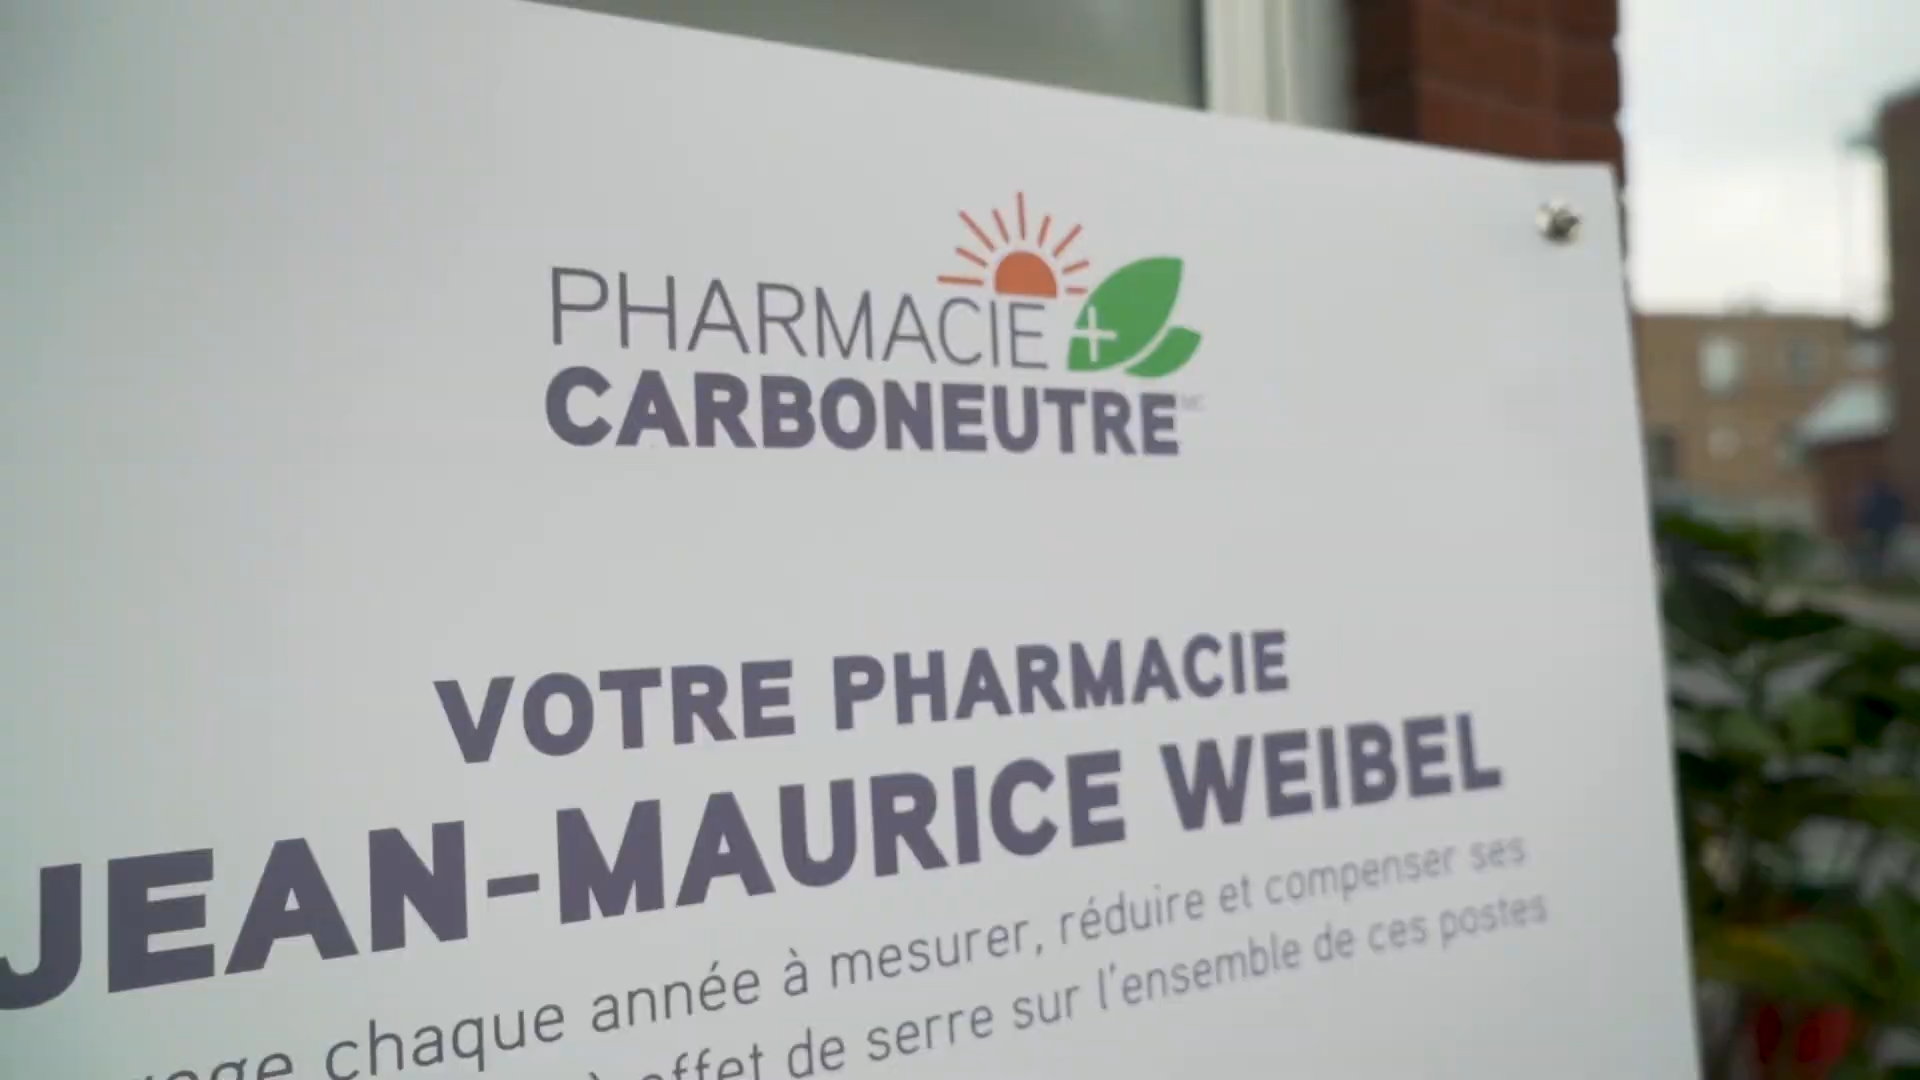 PHARMACIE
CARBONEUTRE
VOTRE PHARMACIE
JEAN-MAURICE WEIBEL
chaque année à mesurer, réduire et compenser ses
effet de serre sur l'ensemble de ces postes